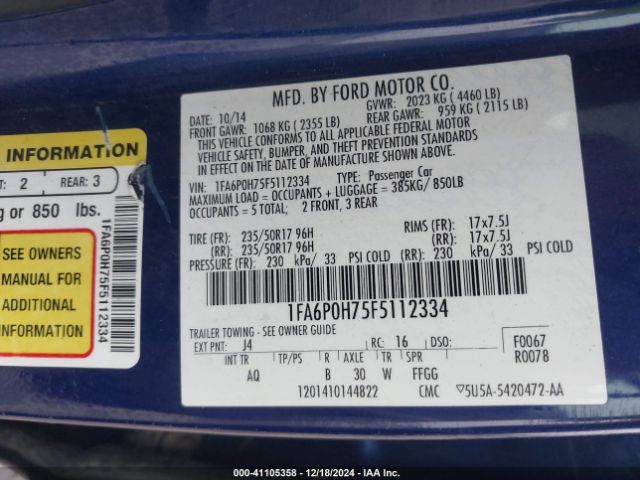 INFORMATION
2 REAR: 3
or 850 lbs.
SEE OWNERS
MANUAL FOR
ADDITIONAL
INFORMATION
1FA6P0H75F5112334
MFD. BY FORD MOTOR CO.
DATE: 10/14 GVWR: 2023 KG ( 4460 LB)
FRONT GAWR: 1068 KG ( 2355 LB) REAR GAWR: 959 KG ( 2115 LB)
THIS VEHICLE CONFORMS TO ALL APPLICABLE FEDERAL MOTOR
VEHICLE SAFETY, BUMPER, AND THEFT PREVENTION STANDARDS
IN EFFECT ON THE DATE OF MANUFACTURE SHOWN ABOVE.
VIN: 1FA6P0H75F5112334 TYPE: Passenger Car
MAXIMUM LOAD = OCCUPANTS + LUGGAGE = 385KG/ 850LB
OCCUPANTS = 5 TOTAL; 2 FRONT, 3 REAR
TIRE (FR): 235/50R17 96H RIMS (FR): 17x7.5J
(RR): 235/50R17 96H (RR): 17x7.5J
PRESSURE (FR): 230 kPa/ 33 PSI COLD (RR): 230 kPa/ 33 PSI COLD
1FA6P0H75F5112334
TRAILER TOWING - SEE OWNER GUIDE
EXT PNT: J4 RC: 16 DSO: F0067
INT TR TP/PS R AXLE TR SPR R0078
AQ B 30 W FFGG
1201410144822 CMC 5U5A-5420472-AA
000-41105358 - 12/18/2024 - IAA Inc.